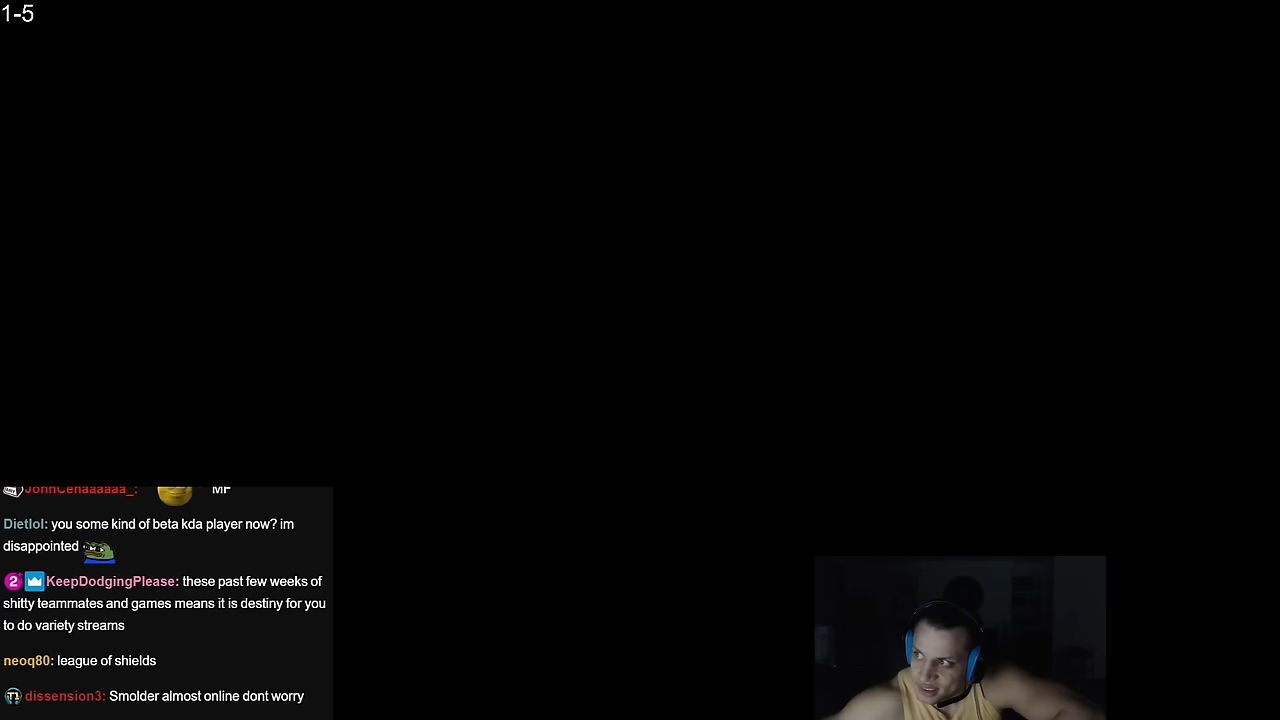 1-5
JohnCenaaaaaa_: MF
Dietlol: you some kind of beta kda player now? im
disappointed
2 KeepDodgingPlease: these past few weeks of
shitty teammates and games means it is destiny for you
to do variety streams
neoq80: league of shields
T1 dissension3: Smolder almost online dont worry